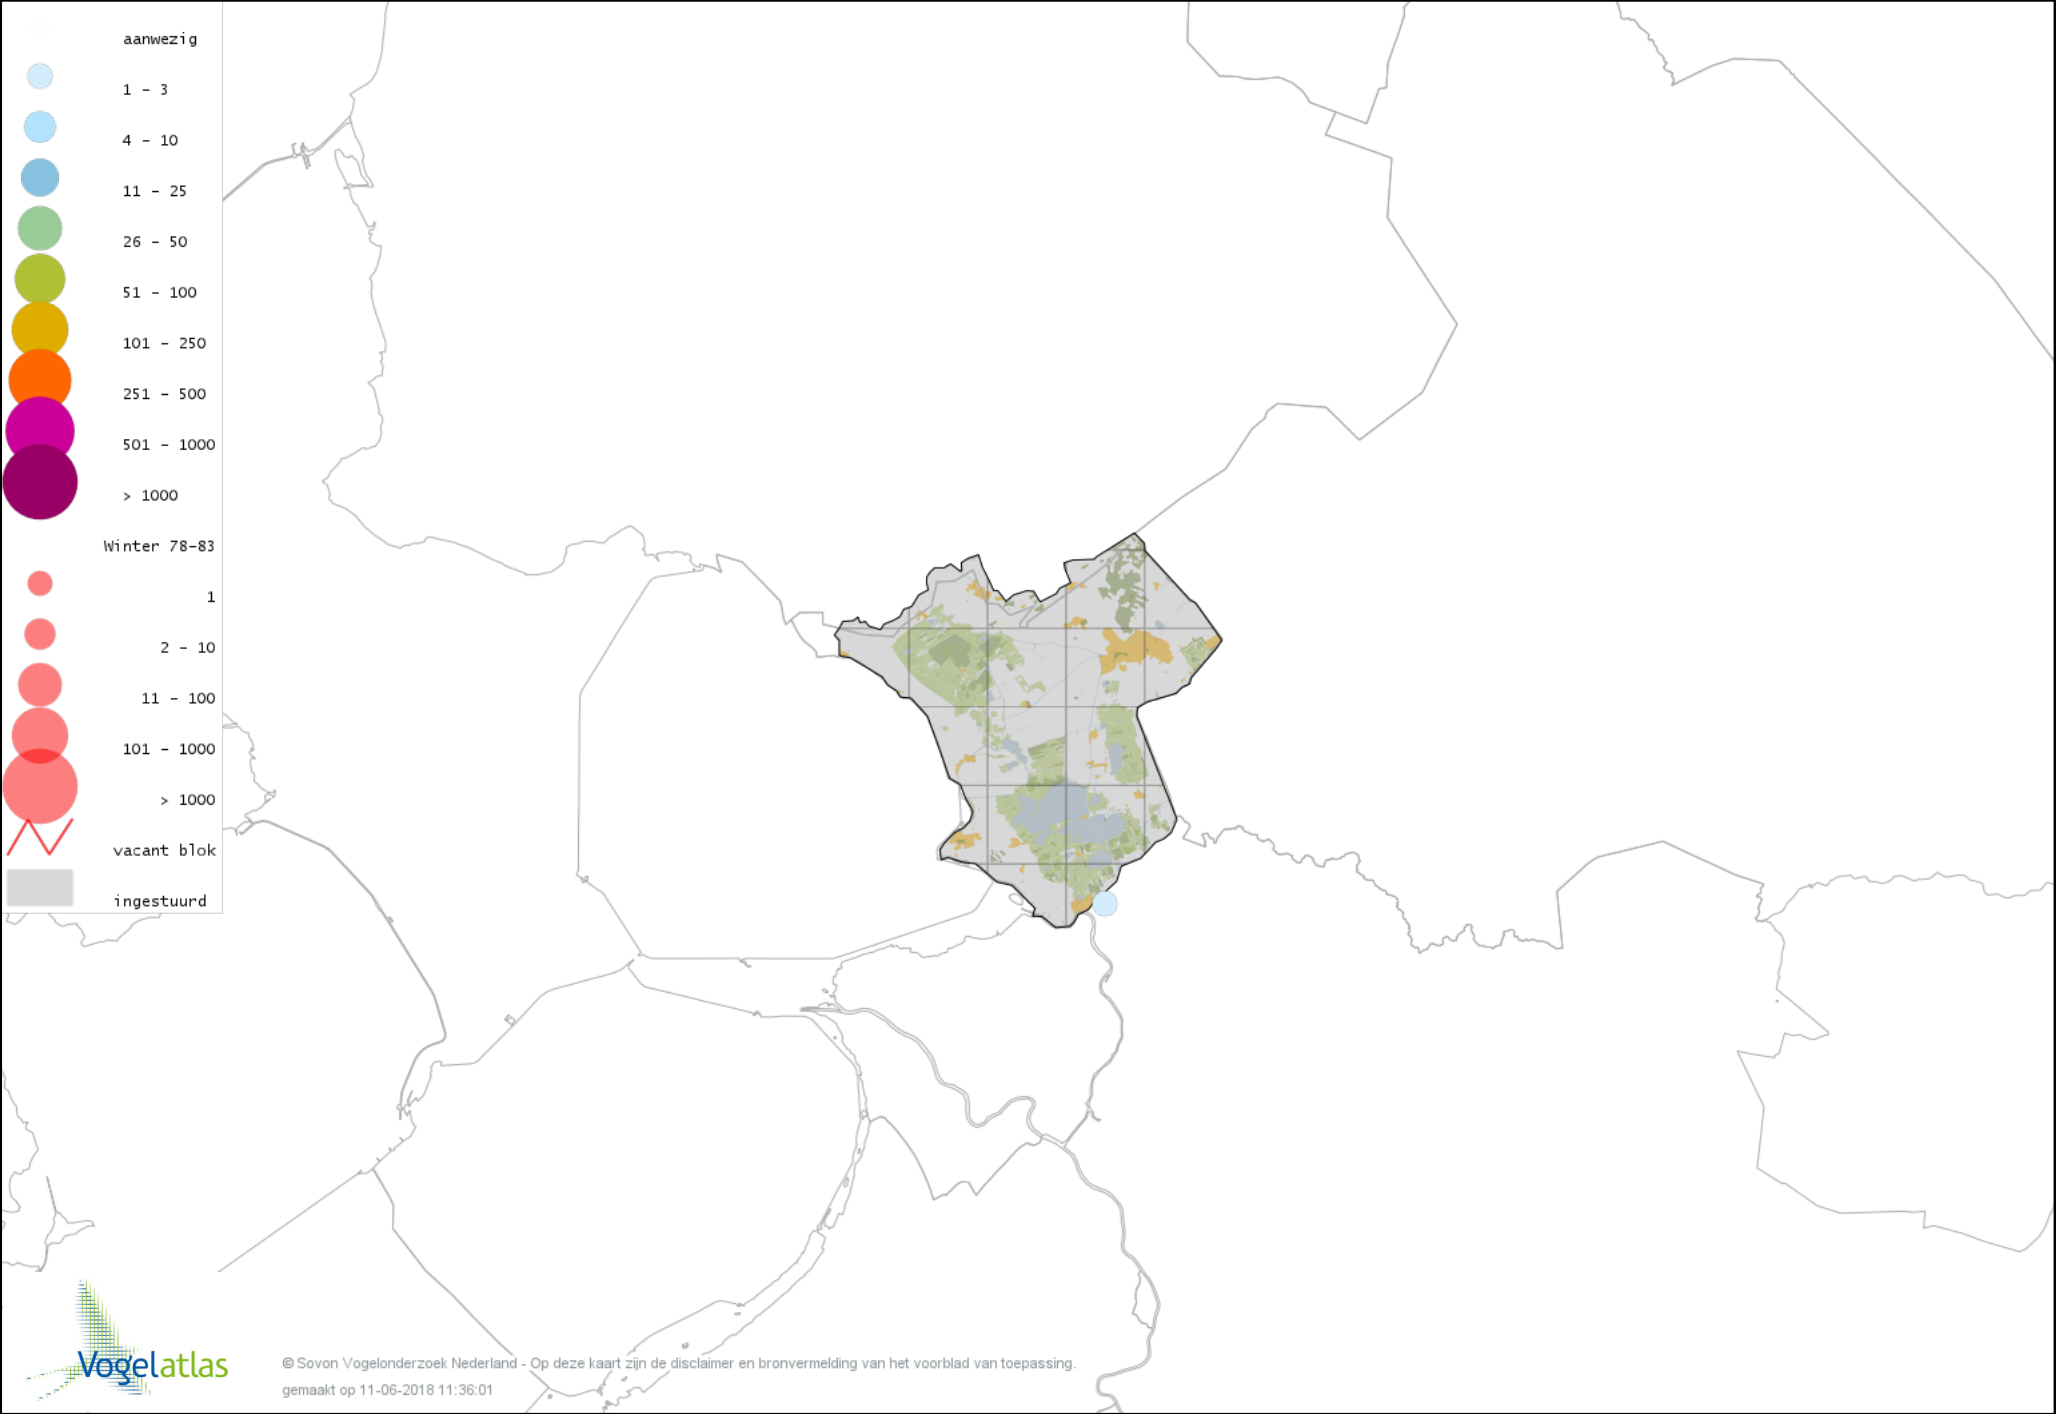 aanwezig
1 - 3
4 - 10
11 - 25
26 - 50
51 - 100
101 - 250
251 - 500
501 - 1000
> 1000
Winter 78-83
1
2 - 10
11 - 100
101 - 1000
> 1000
vacant blok
ingestuurd
Vogelatlas
© Sovon Vogelonderzoek Nederland - Op deze kaart zijn de disclaimer en bronvermelding van het voorblad van toepassing.
gemaakt op 11-06-2018 11:36:01